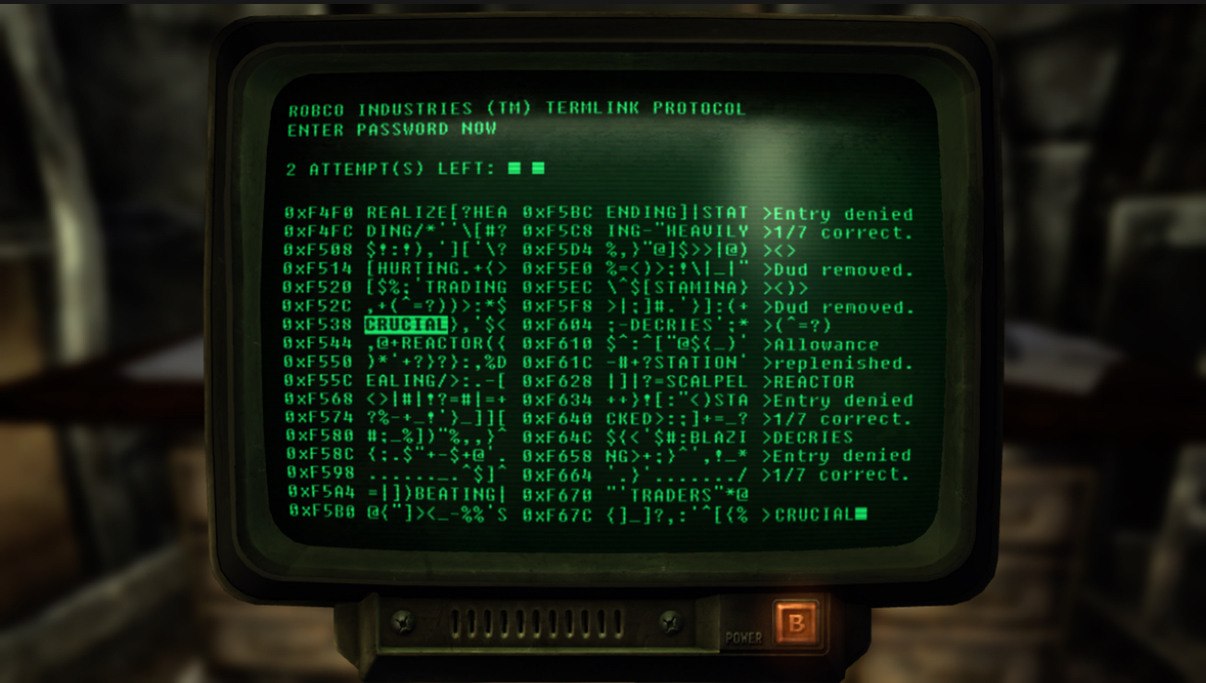 ROBCO INDUSTRIES (TM) TERMLINK PROTOCOL
ENTER PASSWORD NOW
2 ATTEMPT(S) LEFT: ■ ■
0xF4F0 REALIZE[?HEA 0xF5BC ENDING]|STAT >Entry denied
0xF4FC DING/*''\[#? 0xF5C8 ING-"HEAVILY >1/7 correct.
0xF508 $!:!),']['\? 0xF5D4 %,}"@]$>>|@) ><>
0xF514 [HURTING.+{> 0xF5E0 %=<)>;!\|_|" >Dud removed.
0xF520 [$%;'TRADING 0xF5EC \^$[STAMINA} ><)>
0xF52C ,+(^=?))>:*$ 0xF5F8 >|:]#.'}]:(+ >Dud removed.
0xF538 CRUCIAL},'$< 0xF604 ;-DECRIES';* >(^=?)
0xF544 ,@+REACTOR({ 0xF610 $^:^["@${_}' >Allowance
0xF550 )*'+?}?}:,%D 0xF61C -#+?STATION' >replenished.
0xF55C EALING/>:,-[ 0xF628 |]|?=SCALPEL >REACTOR
0xF568 <>|#|!?=#|=+ 0xF634 ++}![:"<)STA >Entry denied
0xF574 ?%-+_!'}_]][ 0xF640 CKED>:;]+=_? >1/7 correct.
0xF580 #:_%])"%,,}^ 0xF64C ${<'$#:BLAZI >DECRIES
0xF58C {:.$"+-$+@'. 0xF658 NG>+:}^',!_* >Entry denied
0xF598 ......._.^$]^ 0xF664 '.}'......./ >1/7 correct.
0xF5A4 =|])BEATING| 0xF670 "'TRADERS"*@
0xF5B0 @{"]><_-%%'S 0xF67C {]_]?,:'^[{% >CRUCIAL■
POWER
B